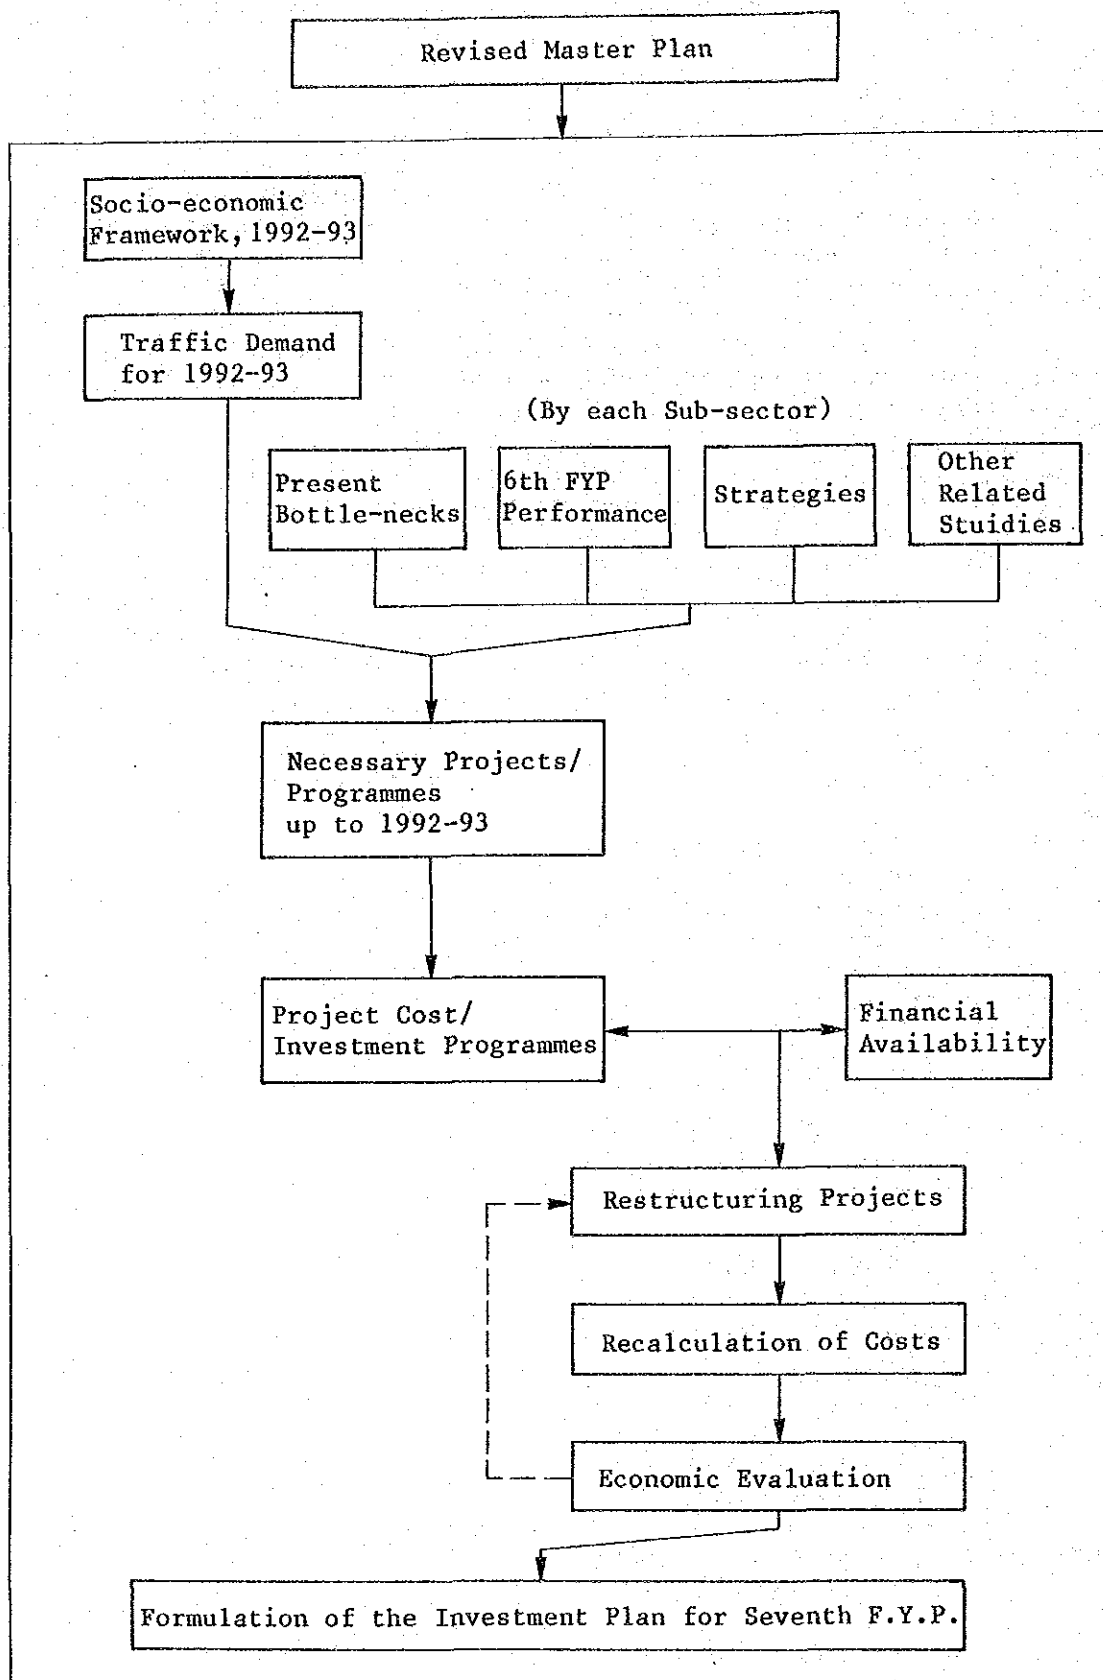 Revised Master Plan
Socio-economic
Framework, 1992-93
Traffic Demand
for 1992-93
(By each Sub-sector)
Present
Bottle-necks
6th FYP
Performance
Strategies
Other
Related
Stuidies
Necessary Projects/
Programmes
up to 1992-93
Project Cost/
Investment Programmes
Financial
Availability
Restructuring Projects
Recalculation of Costs
Economic Evaluation
Formulation of the Investment Plan for Seventh F.Y.P.